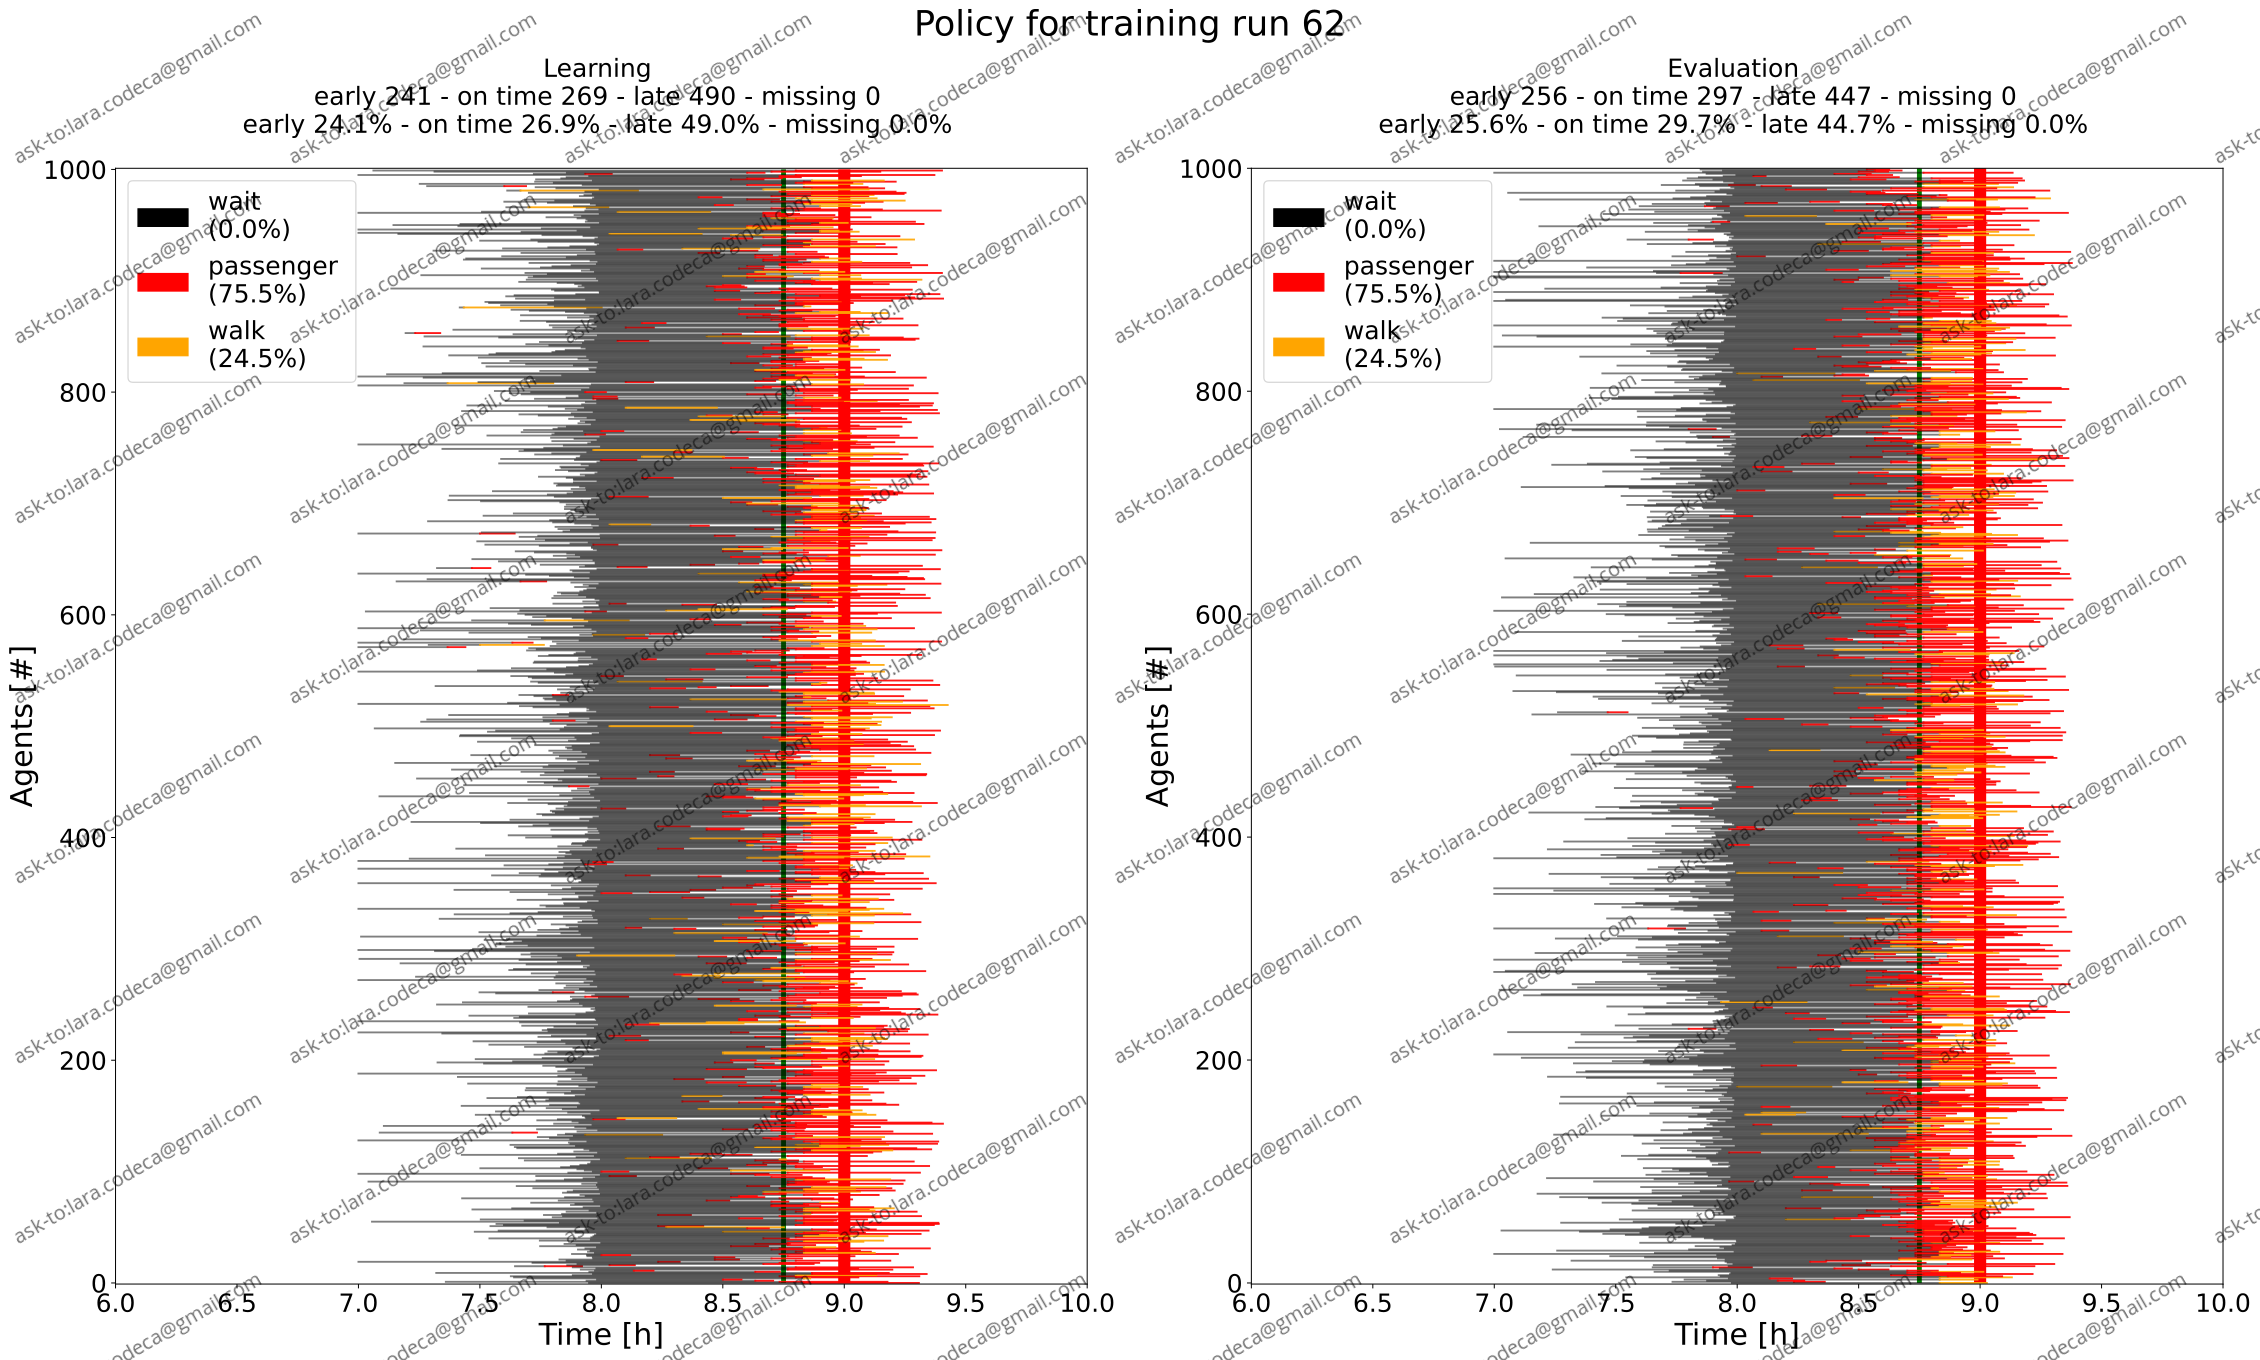 Policy for training run 62
Learning
early 241 - on time 269 - late 490 - missing 0
early 24.1% - on time 26.9% - late 49.0% - missing 0.0%
1000
800
600
400
200
0
Agents [#]
wait
(0.0%)
passenger
(75.5%)
walk
(24.5%)
6.0 6.5 7.0 7.5 8.0 8.5 9.0 9.5 10.0
Time [h]
Evaluation
early 256 - on time 297 - late 447 - missing 0
early 25.6% - on time 29.7% - late 44.7% - missing 0.0%
1000
800
600
400
200
0
Agents [#]
wait
(0.0%)
passenger
(75.5%)
walk
(24.5%)
6.0 6.5 7.0 7.5 8.0 8.5 9.0 9.5 10.0
Time [h]
ask-to:lara.codeca@gmail.com